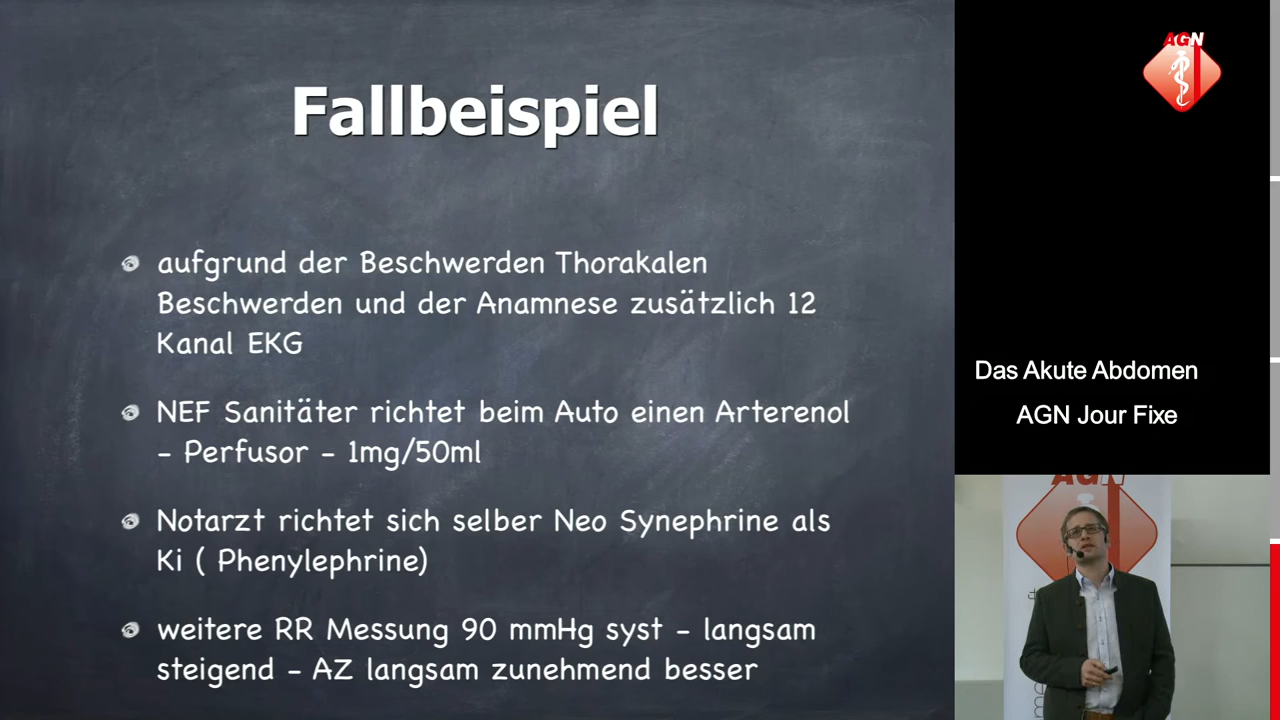 Fallbeispiel
aufgrund der Beschwerden Thorakalen
Beschwerden und der Anamnese zusätzlich 12
Kanal EKG
NEF Sanitäter richtet beim Auto einen Arterenol
- Perfusor - 1mg/50ml
Notarzt richtet sich selber Neo Synephrine als
Ki ( Phenylephrine)
weitere RR Messung 90 mmHg syst - langsam
steigend - AZ langsam zunehmend besser
AGN
Das Akute Abdomen
AGN Jour Fixe
AGN
me